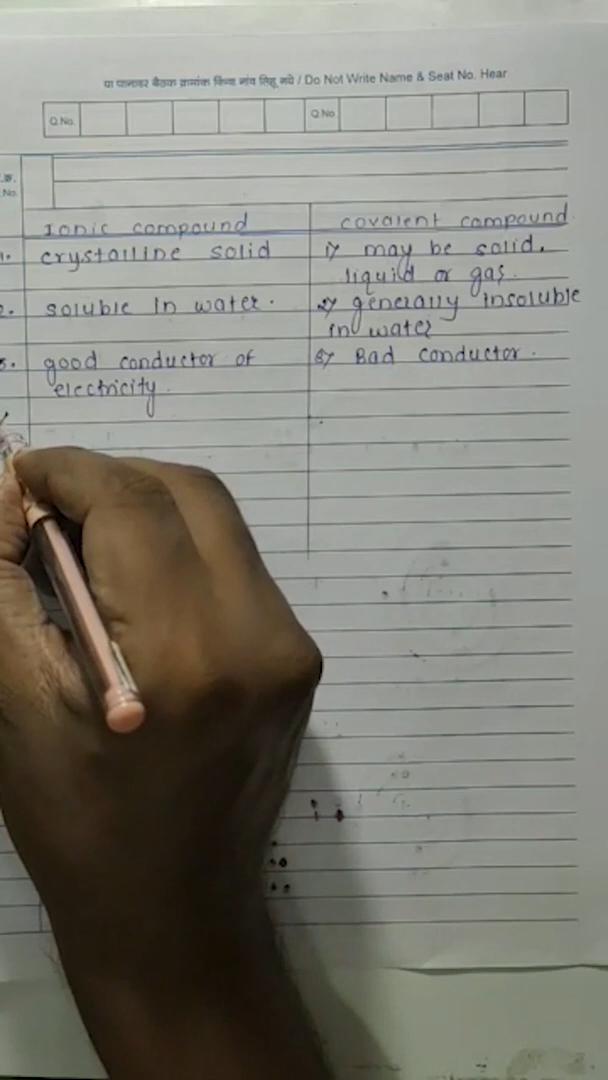 या पानावर बैठक क्रमांक किंवा नांव लिहू नये / Do Not Write Name & Seat No. Hear
Q.No. Q.No.
No.
Ionic compound covalent compound
1. crystalline solid 1) may be solid.
liquid or gas.
2. soluble in water. 2) generally insoluble
in water
3. good conductor of 3) Bad conductor.
electricity.